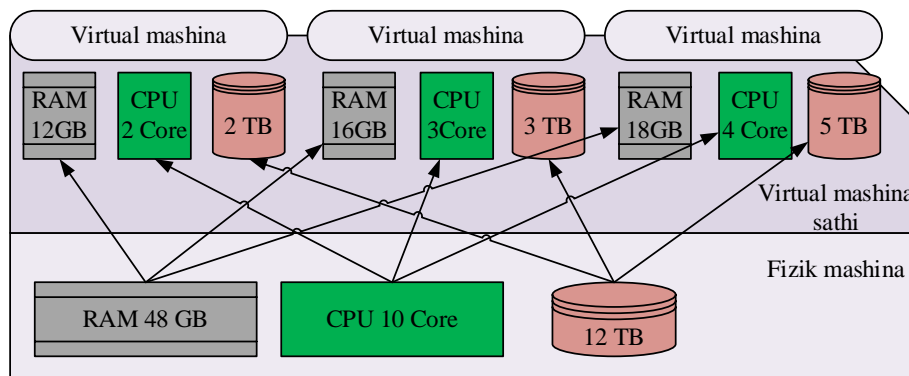 Virtual mashina
Virtual mashina
Virtual mashina
RAM
12GB
CPU
2 Core
2 TB
RAM
16GB
CPU
3Core
3 TB
RAM
18GB
CPU
4 Core
5 TB
Virtual mashina
sathi
Fizik mashina
RAM 48 GB
CPU 10 Core
12 TB